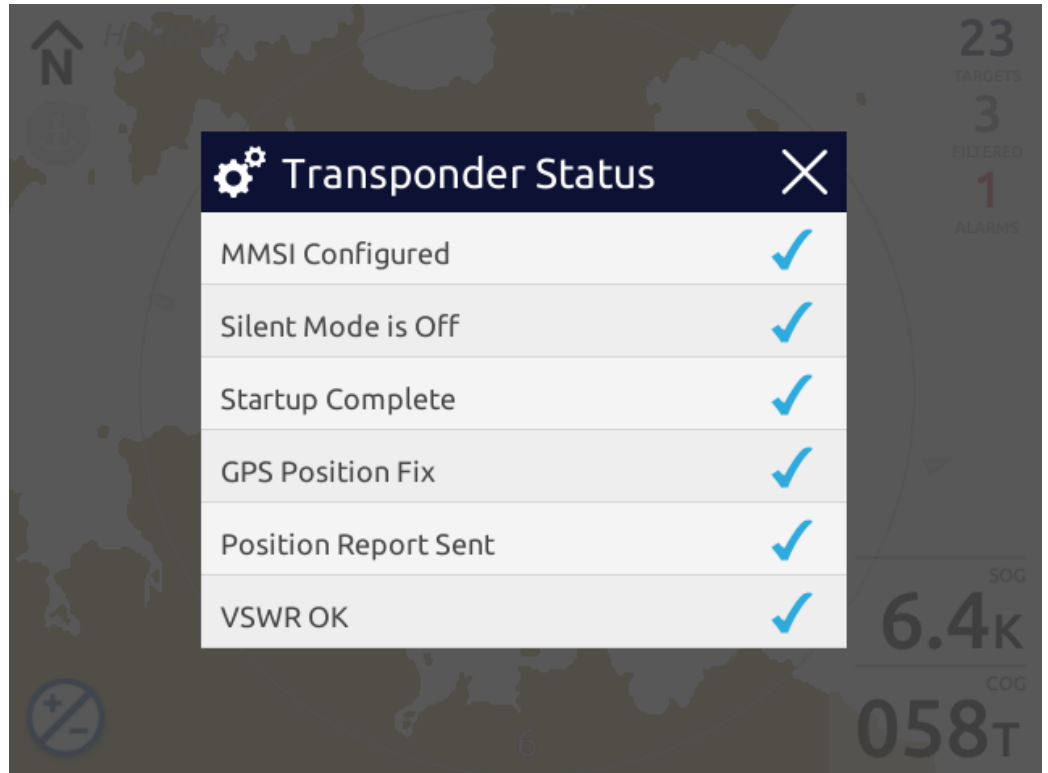 N
23
TARGETS
3
FILTERED
1
ALARMS
Transponder Status
MMSI Configured
Silent Mode is Off
Startup Complete
GPS Position Fix
Position Report Sent
VSWR OK
SOG
6.4K
COG
058T
6